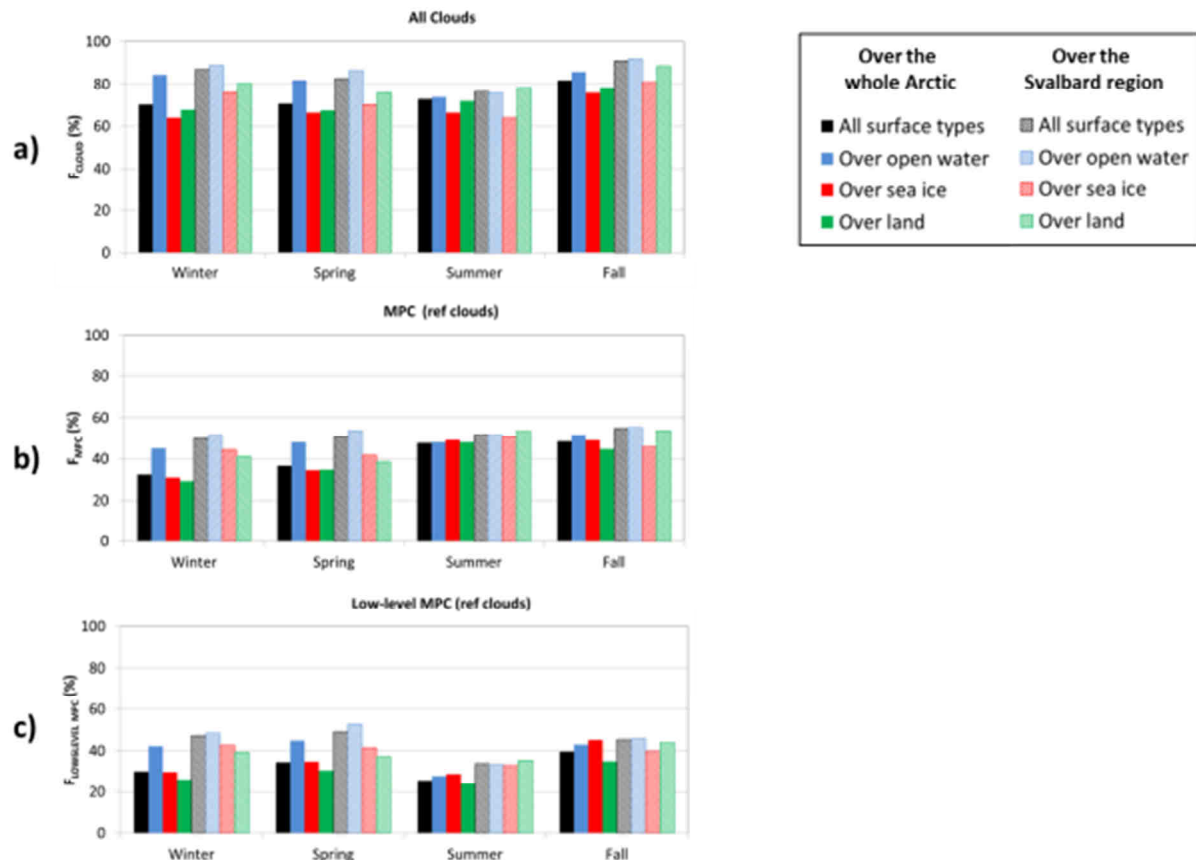 All Clouds
a)
F_CLOUD (%)
100
80
60
40
20
0
Winter Spring Summer Fall
Over the whole Arctic
All surface types
Over open water
Over sea ice
Over land
Over the Svalbard region
All surface types
Over open water
Over sea ice
Over land
MPC (ref clouds)
b)
F_MPC (%)
100
80
60
40
20
0
Winter Spring Summer Fall
Low-level MPC (ref clouds)
c)
F_LOWSLEVEL MPC (%)
100
80
60
40
20
0
Winter Spring Summer Fall